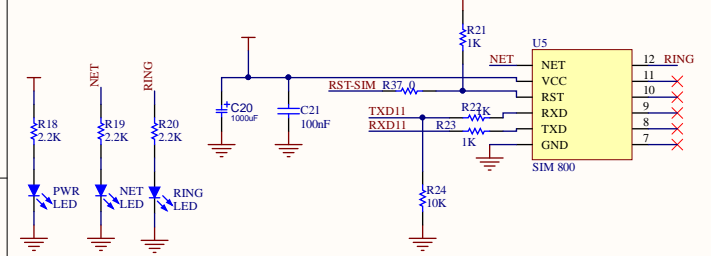 R21
1K
U5
NET
NET
12
RING
VCC
11
RST-SIM
R37
0
RST
10
TXD11
R22
1K
RXD
9
RXD11
R23
1K
TXD
8
GND
7
SIM 800
C20
1000uF
C21
100nF
NET
RING
R18
2.2K
R19
2.2K
R20
2.2K
PWR
LED
NET
LED
RING
LED
R24
10K